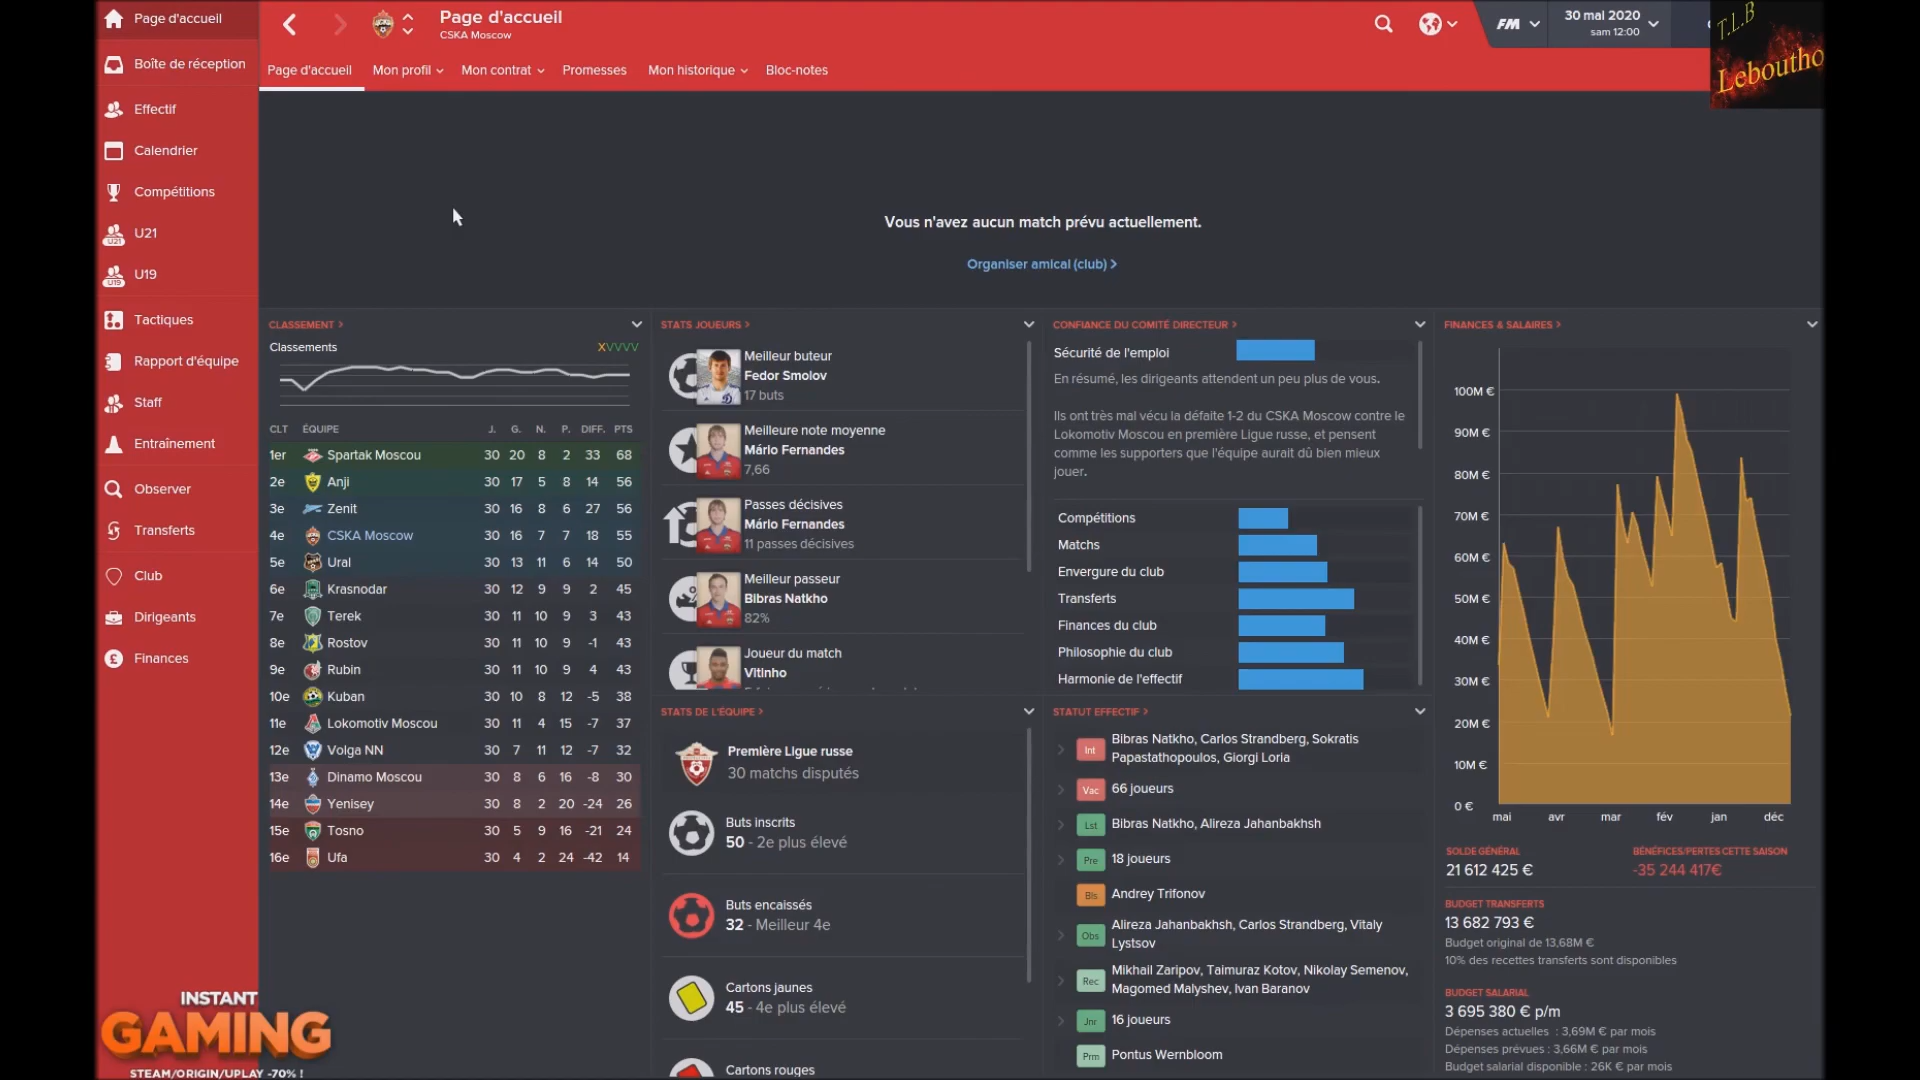 Page d'accueil
Boîte de réception
Effectif
Calendrier
Compétitions
U21
U21
U19
U19
Tactiques
Rapport d'équipe
Staff
Entraînement
Observer
Transferts
Club
Dirigeants
Finances
INSTANT
GAMING
STEAM/ORIGIN/UPLAY -70% !
Page d'accueil
CSKA Moscow
FM
30 mai 2020
sam 12:00
T.L.B
Leboutho
Page d'accueil Mon profil Mon contrat Promesses Mon historique Bloc-notes
Vous n'avez aucun match prévu actuellement.
Organiser amical (club) >
CLASSEMENT >
Classements XVVVV
CLT ÉQUIPE J. G. N. P. DIFF. PTS
1er Spartak Moscou 30 20 8 2 33 68
2e Anji 30 17 5 8 14 56
3e Zenit 30 16 8 6 27 56
4e CSKA Moscow 30 16 7 7 18 55
5e Ural 30 13 11 6 14 50
6e Krasnodar 30 12 9 9 2 45
7e Terek 30 11 10 9 3 43
8e Rostov 30 11 10 9 -1 43
9e Rubin 30 11 10 9 4 43
10e Kuban 30 10 8 12 -5 38
11e Lokomotiv Moscou 30 11 4 15 -7 37
12e Volga NN 30 7 11 12 -7 32
13e Dinamo Moscou 30 8 6 16 -8 30
14e Yenisey 30 8 2 20 -24 26
15e Tosno 30 5 9 16 -21 24
16e Ufa 30 4 2 24 -42 14
STATS JOUEURS >
Meilleur buteur
Fedor Smolov
17 buts
Meilleure note moyenne
Mário Fernandes
7,66
Passes décisives
Mário Fernandes
11 passes décisives
Meilleur passeur
Bibras Natkho
82%
Joueur du match
Vitinho
STATS DE L'ÉQUIPE >
Première Ligue russe
30 matchs disputés
Buts inscrits
50 - 2e plus élevé
Buts encaissés
32 - Meilleur 4e
Cartons jaunes
45 - 4e plus élevé
Cartons rouges
CONFIANCE DU COMITÉ DIRECTEUR >
Sécurité de l'emploi
En résumé, les dirigeants attendent un peu plus de vous.
Ils ont très mal vécu la défaite 1-2 du CSKA Moscow contre le
Lokomotiv Moscou en première Ligue russe, et pensent
comme les supporters que l'équipe aurait dû bien mieux
jouer.
Compétitions
Matchs
Envergure du club
Transferts
Finances du club
Philosophie du club
Harmonie de l'effectif
STATUT EFFECTIF >
Int Bibras Natkho, Carlos Strandberg, Sokratis
Papastathopoulos, Giorgi Loria
Vac 66 joueurs
Lst Bibras Natkho, Alireza Jahanbakhsh
Pre 18 joueurs
Bls Andrey Trifonov
Obs Alireza Jahanbakhsh, Carlos Strandberg, Vitaly
Lystsov
Rec Mikhail Zaripov, Taimuraz Kotov, Nikolay Semenov,
Magomed Malyshev, Ivan Baranov
Jnr 16 joueurs
Prm Pontus Wernbloom
FINANCES & SALAIRES >
100M €
90M €
80M €
70M €
60M €
50M €
40M €
30M €
20M €
10M €
0 €
mai avr mar fév jan déc
SOLDE GÉNÉRAL BÉNÉFICES/PERTES CETTE SAISON
21 612 425 € -35 244 417€
BUDGET TRANSFERTS
13 682 793 €
Budget original de 13,68M €
10% des recettes transferts sont disponibles
BUDGET SALARIAL
3 695 380 € p/m
Dépenses actuelles : 3,69M € par mois
Dépenses prévues : 3,66M € par mois
Budget salarial disponible : 26K € par mois